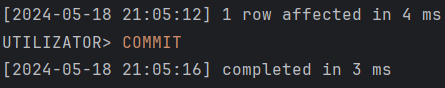 [2024-05-18 21:05:12] 1 row affected in 4 ms
UTILIZATOR> COMMIT
[2024-05-18 21:05:16] completed in 3 ms